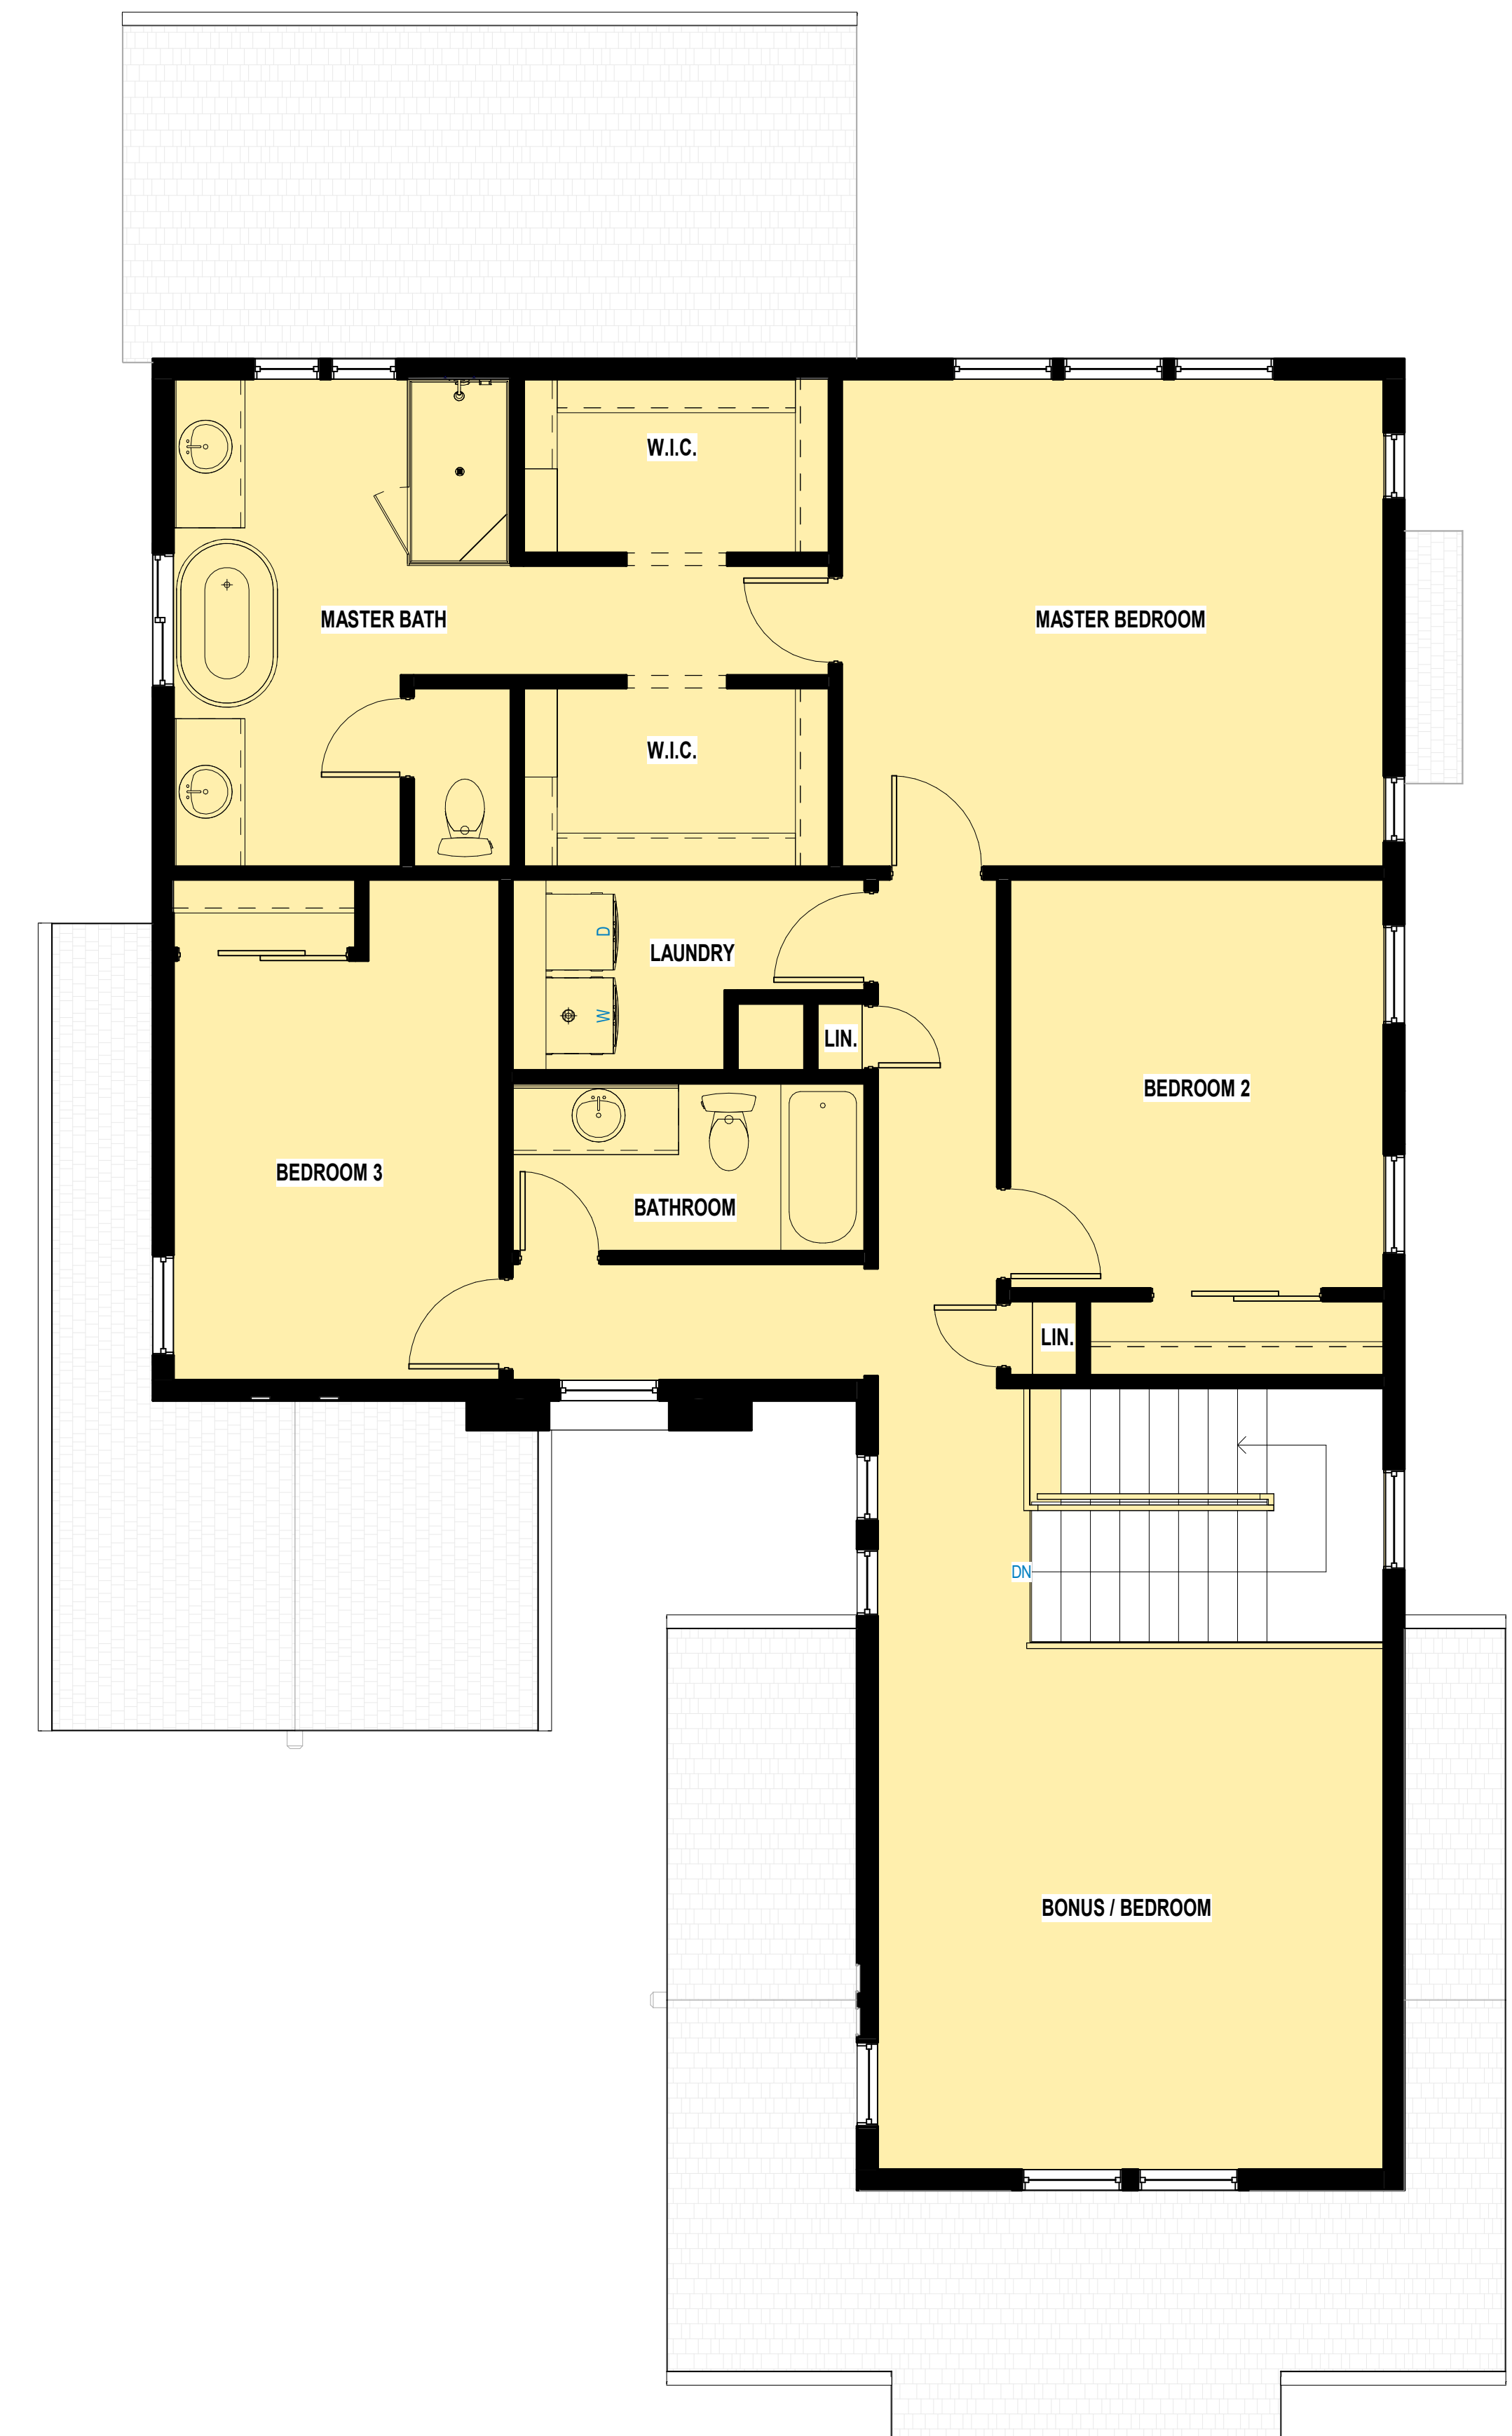 W.I.C.
MASTER BATH
MASTER BEDROOM
W.I.C.
D
LAUNDRY
W
LIN.
BEDROOM 2
BEDROOM 3
BATHROOM
LIN.
DN
BONUS / BEDROOM